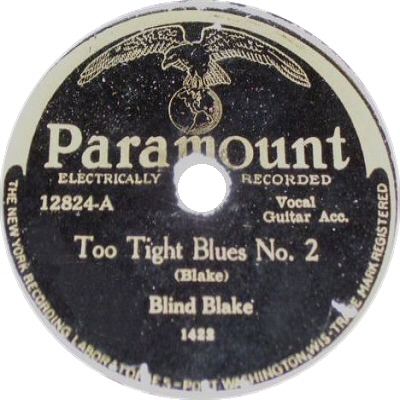 Paramount
ELECTRICALLY RECORDED
12824-A
Vocal
Guitar Acc.
Too Tight Blues No. 2
(Blake)
Blind Blake
1422
THE NEW YORK RECORDING LABORATORIES - PORT WASHINGTON, WIS - TRADE MARK REGISTERED